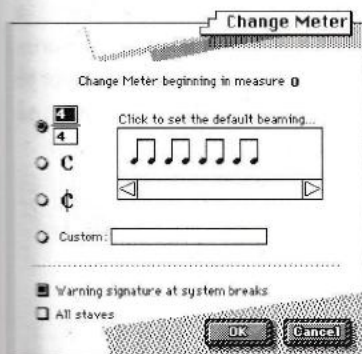 Change Meter
Change Meter beginning in measure 0
4
4
Click to set the default beaming...
C
¢
Custom:
Warning signature at system breaks
All staves
OK
Cancel